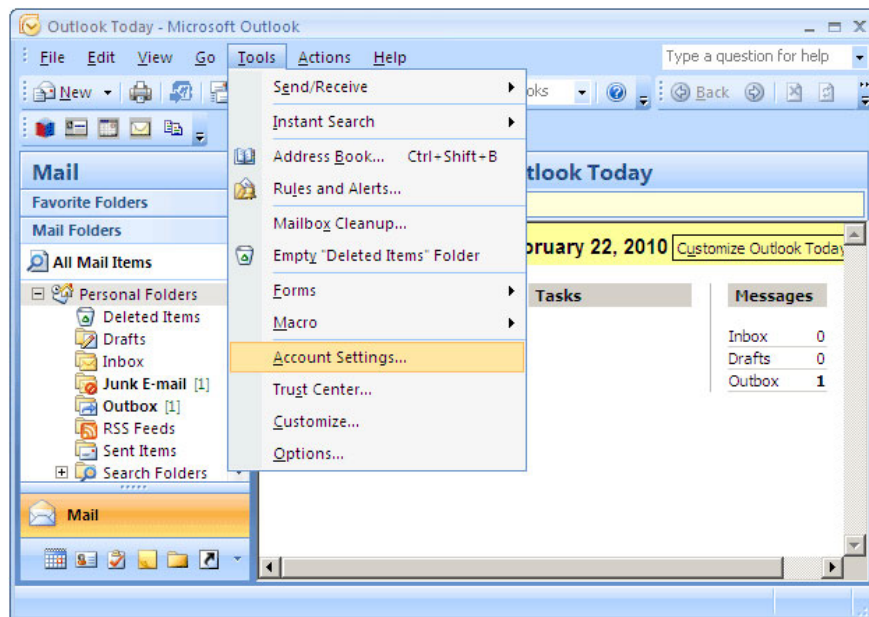 Outlook Today - Microsoft Outlook
File Edit View Go Tools Actions Help Type a question for help
New oks Back
Send/Receive
Instant Search
Address Book... Ctrl+Shift+B
Rules and Alerts...
Mailbox Cleanup...
Empty "Deleted Items" Folder
Forms
Macro
Account Settings...
Trust Center...
Customize...
Options...
Mail
Favorite Folders
Mail Folders
All Mail Items
Personal Folders
Deleted Items
Drafts
Inbox
Junk E-mail [1]
Outbox [1]
RSS Feeds
Sent Items
Search Folders
Mail
tlook Today
bruary 22, 2010 Customize Outlook Today
Tasks
Messages
Inbox 0
Drafts 0
Outbox 1